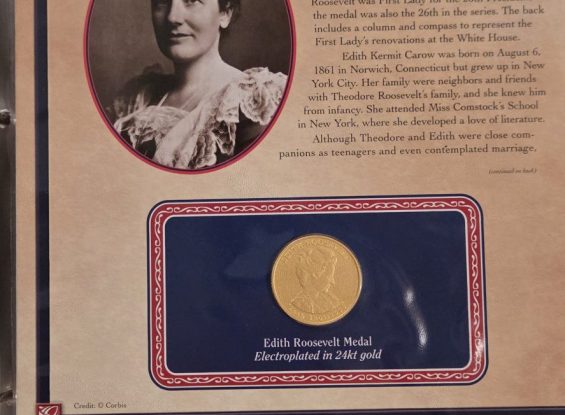 Roosevelt was First Lady for the 26th
the medal was also the 26th in the series. The back
includes a column and compass to represent the
First Lady's renovations at the White House.
Edith Kermit Carow was born on August 6,
1861 in Norwich, Connecticut but grew up in New
York City. Her family were neighbors and friends
with Theodore Roosevelt's family, and she knew him
from infancy. She attended Miss Comstock's School
in New York, where she developed a love of literature.
Although Theodore and Edith were close com-
panions as teenagers and even contemplated marriage,
(continued on back)
Edith Roosevelt Medal
Electroplated in 24kt gold
Credit: © Corbis